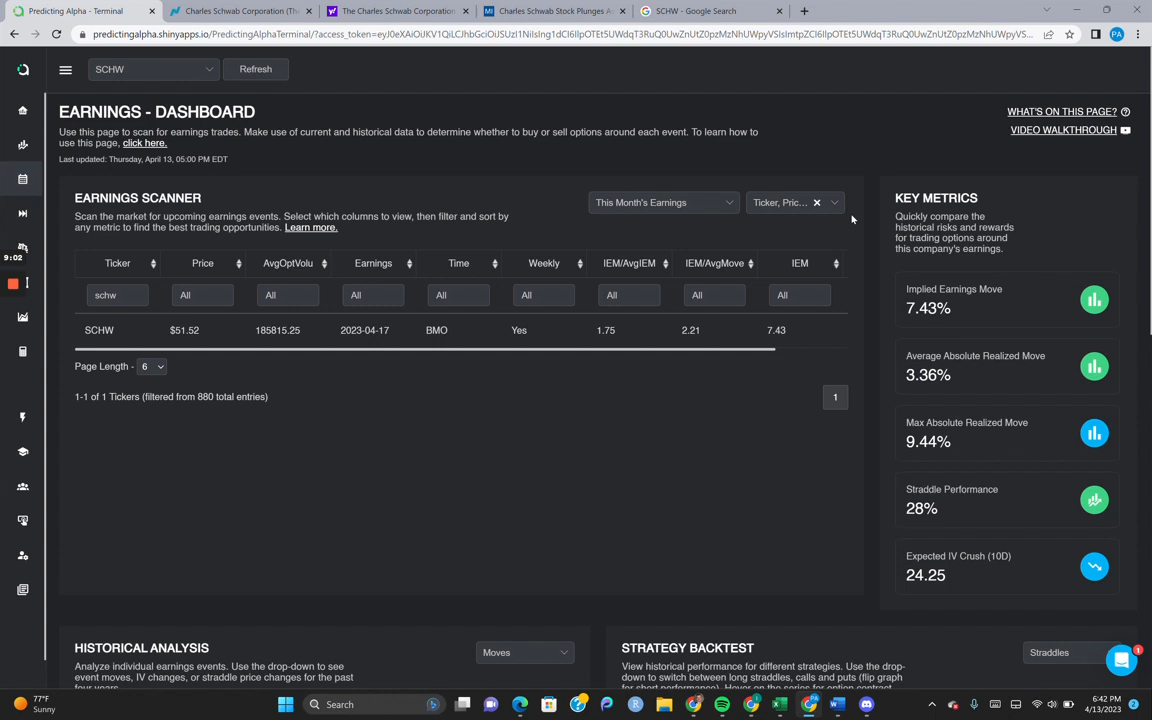 Predicting Alpha - Terminal
Charles Schwab Corporation (The
The Charles Schwab Corporation
MI
Charles Schwab Stock Plunges A
SCHW - Google Search
SCHW
Refresh
EARNINGS - DASHBOARD
WHAT'S ON THIS PAGE?
Use this page to scan for earnings trades. Make use of current and historical data to determine whether to buy or sell options around each event. To learn how to
VIDEO WALKTHROUGH
use this page, click here.
Last updated: Thursday, April 13, 05:00 PM EDT
EARNINGS SCANNER
This Month's Earnings
Ticker, Pric...
Scan the market for upcoming earnings events. Select which columns to view, then filter and sort by
any metric to find the best trading opportunities. Learn more.
KEY METRICS
Quickly compare the
historical risks and rewards
for trading options around
this company's earnings.
9:02
Ticker Price AvgOptVolu Earnings Time Weekly IEM/AvgIEM IEM/AvgMove IEM
schw All All All All All All All All
SCHW $51.52 185815.25 2023-04-17 BMO Yes 1.75 2.21 7.43
Page Length - 6
1-1 of 1 Tickers (filtered from 880 total entries)
1
Implied Earnings Move
7.43%
Average Absolute Realized Move
3.36%
Max Absolute Realized Move
9.44%
Straddle Performance
28%
Expected IV Crush (10D)
24.25
HISTORICAL ANALYSIS
Moves
Analyze individual earnings events. Use the drop-down to see
event moves, IV changes, or straddle price changes for the past
four years.
STRATEGY BACKTEST
Straddles
View historical performance for different strategies. Use the drop-
down to switch between long straddles, calls and puts (flip graph
for short performance). Hover on the series for option contract
1
77°F
Sunny
Search
6:42 PM
4/13/2023